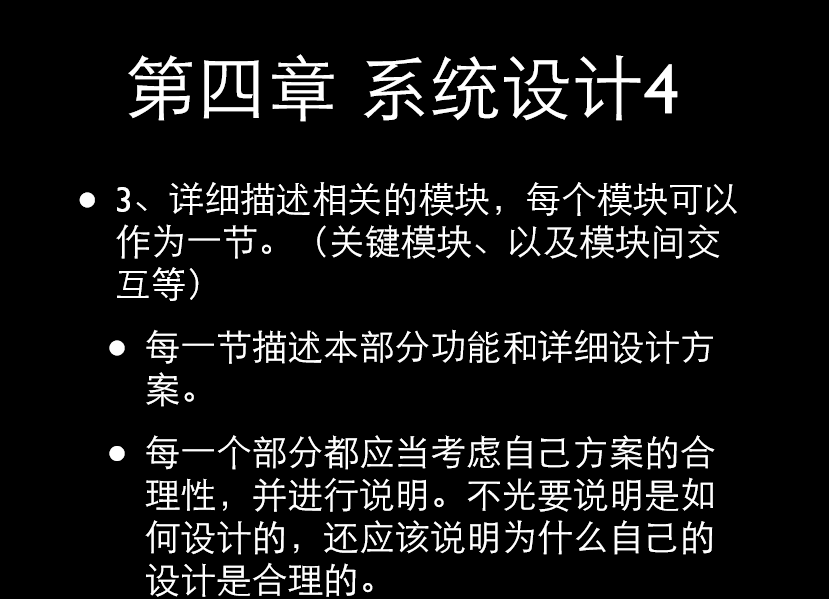 第四章 系统设计4
• 3、详细描述相关的模块，每个模块可以
作为一节。（关键模块、以及模块间交
互等）
• 每一节描述本部分功能和详细设计方
案。
• 每一个部分都应当考虑自己方案的合
理性，并进行说明。不光要说明是如
何设计的，还应该说明为什么自己的
设计是合理的。